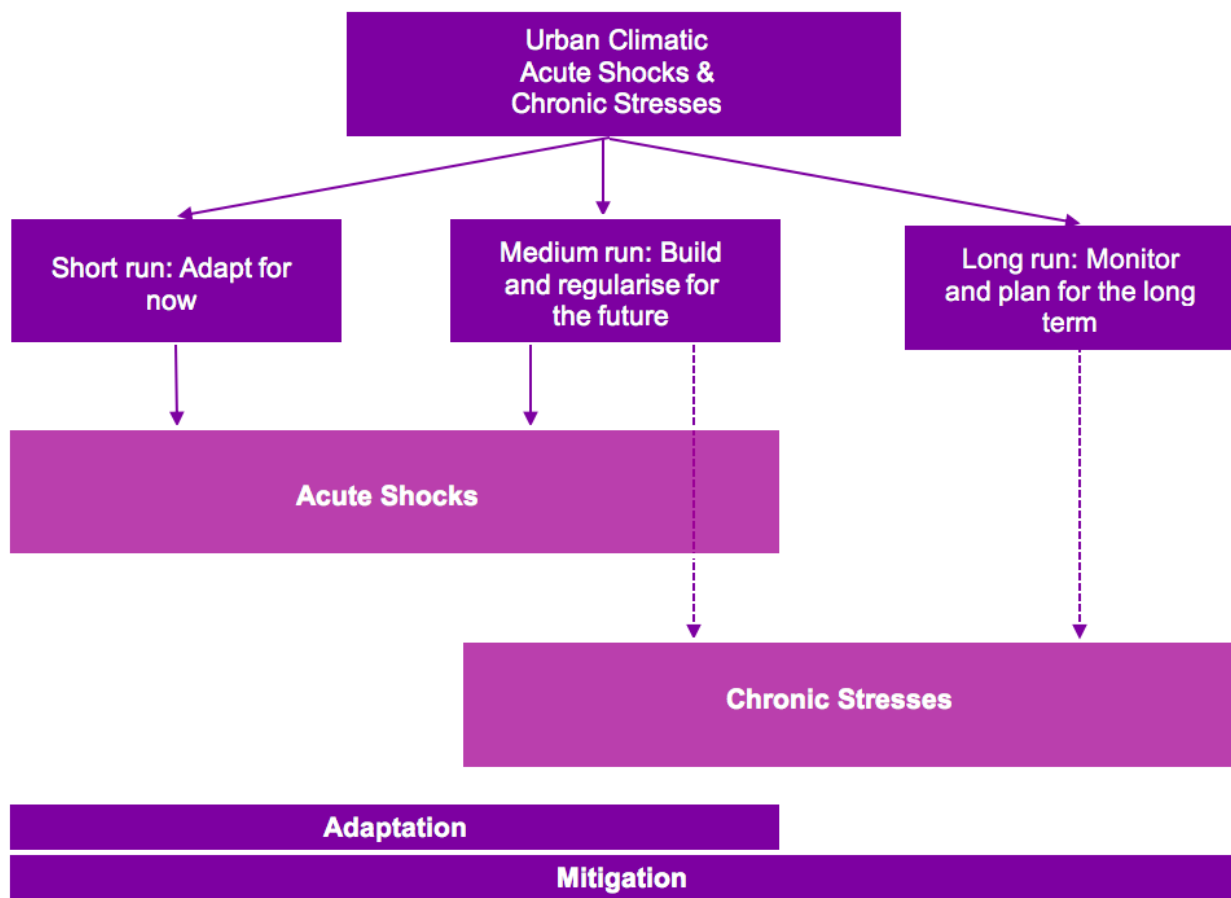 Urban Climatic
Acute Shocks &
Chronic Stresses
Short run: Adapt for
now
Medium run: Build
and regularise for
the future
Long run: Monitor
and plan for the long
term
Acute Shocks
Chronic Stresses
Adaptation
Mitigation